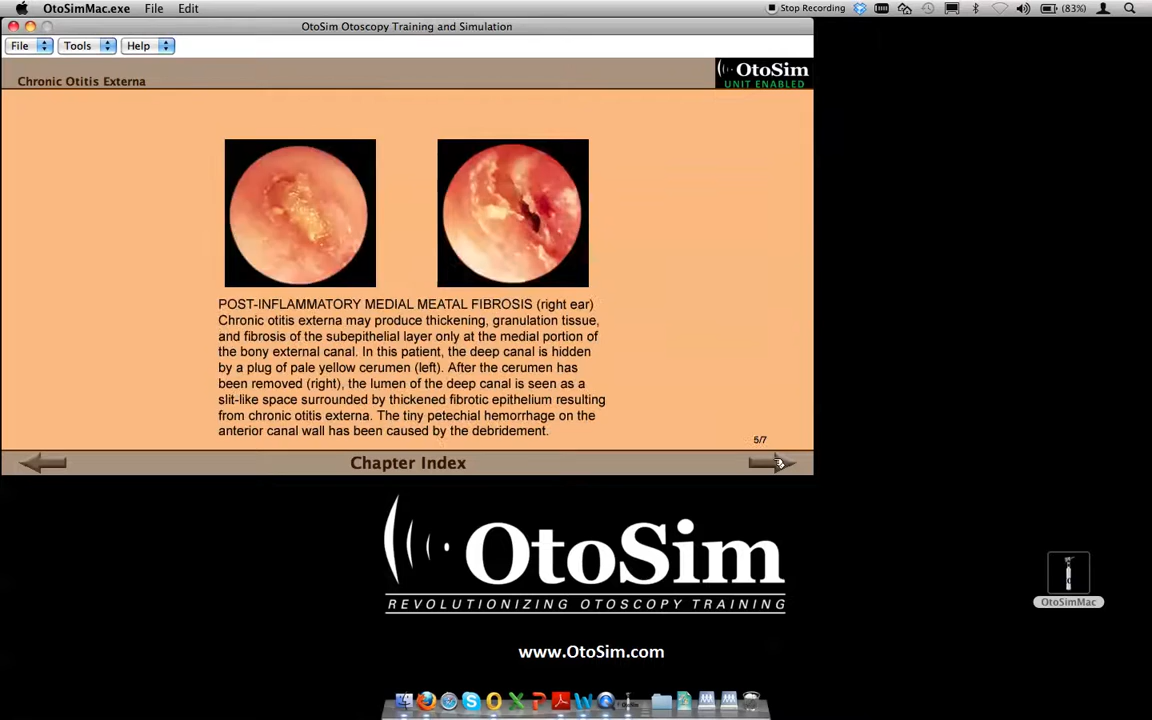 OtoSimMac.exe File Edit Stop Recording (83%)
OtoSim Otoscopy Training and Simulation
File Tools Help
Chronic Otitis Externa
OtoSim
UNIT ENABLED
POST-INFLAMMATORY MEDIAL MEATAL FIBROSIS (right ear)
Chronic otitis externa may produce thickening, granulation tissue,
and fibrosis of the subepithelial layer only at the medial portion of
the bony external canal. In this patient, the deep canal is hidden
by a plug of pale yellow cerumen (left). After the cerumen has
been removed (right), the lumen of the deep canal is seen as a
slit-like space surrounded by thickened fibrotic epithelium resulting
from chronic otitis externa. The tiny petechial hemorrhage on the
anterior canal wall has been caused by the debridement.
5/7
Chapter Index
OtoSim
REVOLUTIONIZING OTOSCOPY TRAINING
www.OtoSim.com
OtoSimMac